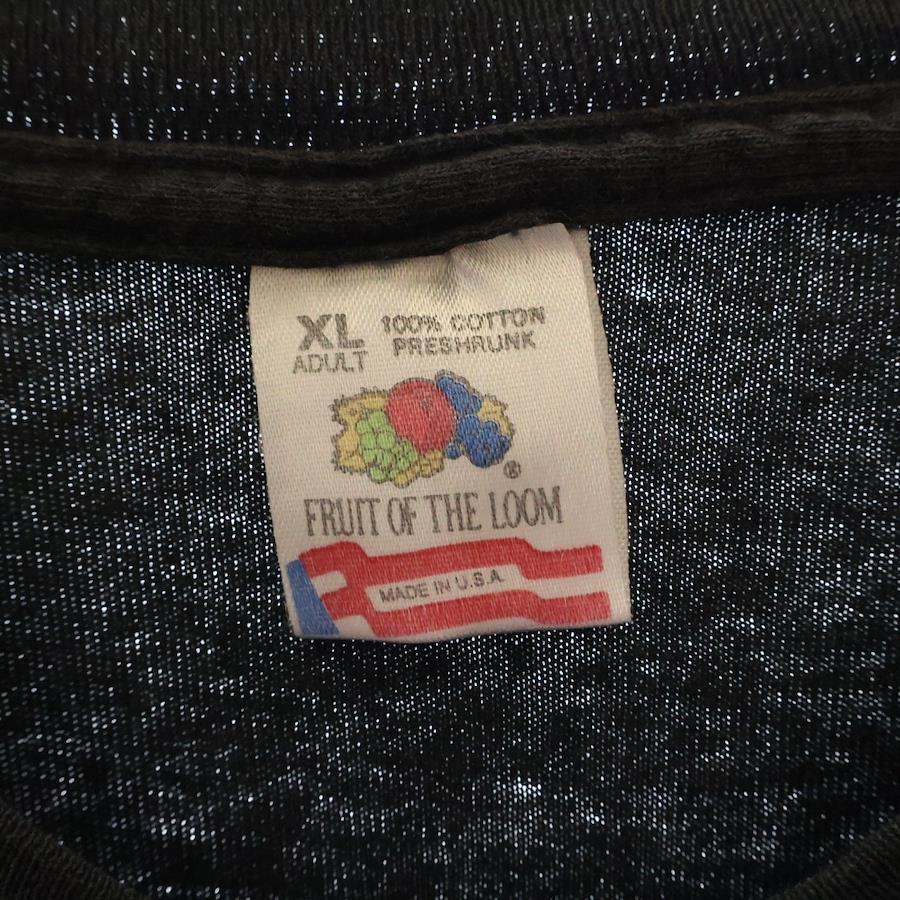 XL 100% COTTON
ADULT PRESHRUNK
®
FRUIT OF THE LOOM
MADE IN U.S.A.